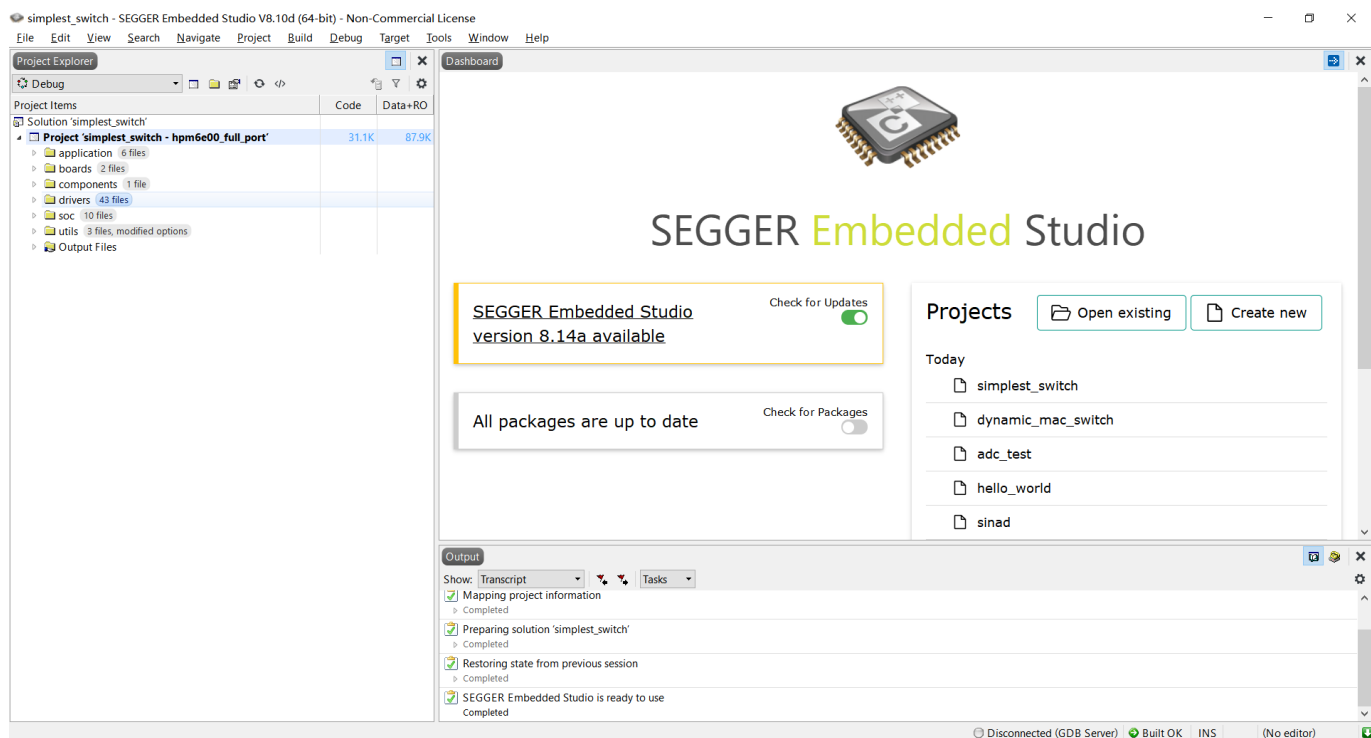 simplest_switch - SEGGER Embedded Studio V8.10d (64-bit) - Non-Commercial License
File Edit View Search Navigate Project Build Debug Target Tools Window Help
Project Explorer
Debug
Project Items Code Data+RO
Solution 'simplest_switch'
Project 'simplest_switch - hpm6e00_full_port' 31.1K 87.9K
application 6 files
boards 2 files
components 1 file
drivers 43 files
soc 10 files
utils 3 files, modified options
Output Files
Dashboard
SEGGER Embedded Studio
SEGGER Embedded Studio
version 8.14a available
Check for Updates
All packages are up to date
Check for Packages
Projects
Open existing
Create new
Today
simplest_switch
dynamic_mac_switch
adc_test
hello_world
sinad
Output
Show: Transcript Tasks
Mapping project information
Completed
Preparing solution 'simplest_switch'
Completed
Restoring state from previous session
Completed
SEGGER Embedded Studio is ready to use
Completed
Disconnected (GDB Server) Built OK INS (No editor)